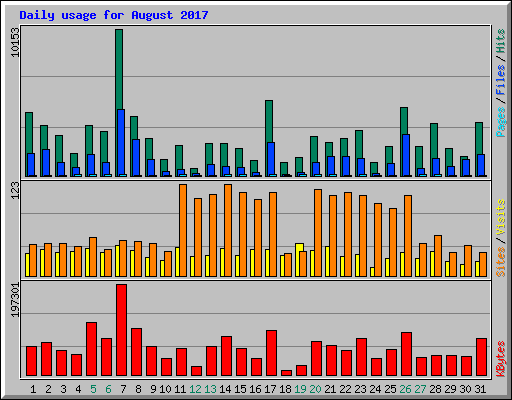 Daily usage for August 2017
10153
Pages / Files / Hits
123
Sites / Visits
197301
KBytes
1 2 3 4 5 6 7 8 9 10 11 12 13 14 15 16 17 18 19 20 21 22 23 24 25 26 27 28 29 30 31